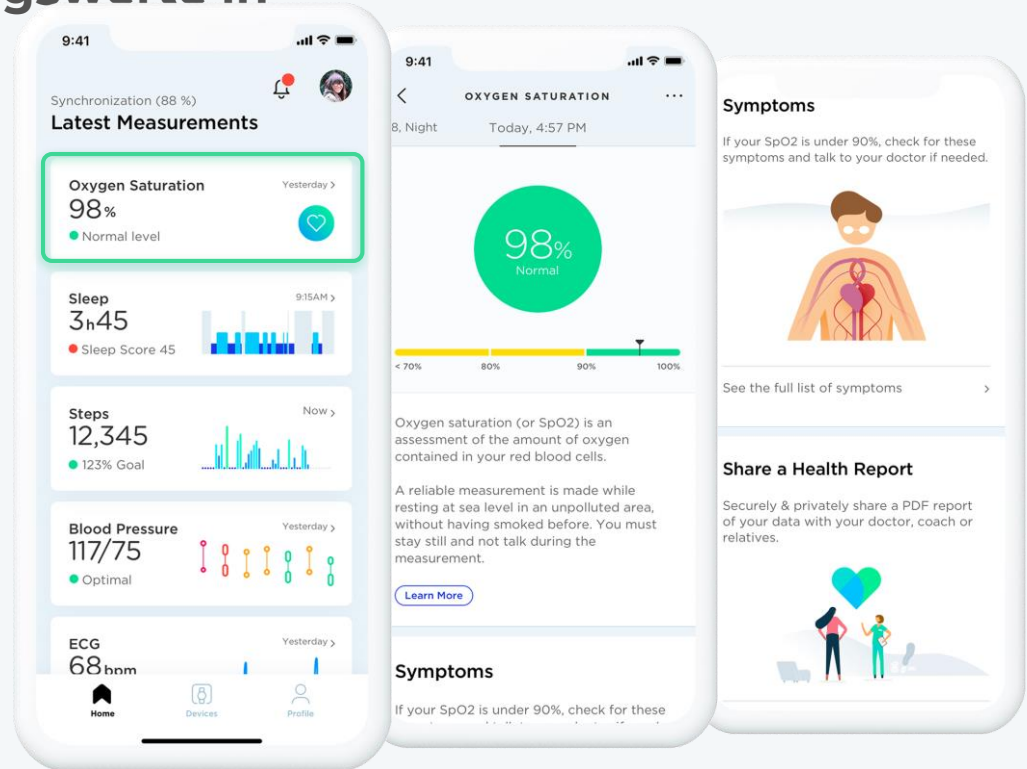 9:41
Synchronization (88 %)
Latest Measurements
Oxygen Saturation
Yesterday >
98%
Normal level
Sleep
9:15AM >
3h45
Sleep Score 45
Steps
Now >
12,345
123% Goal
Blood Pressure
Yesterday >
117/75
Optimal
ECG
Yesterday >
68 bpm
Home
Devices
Profile
9:41
OXYGEN SATURATION
8, Night
Today, 4:57 PM
98%
Normal
< 70%
80%
90%
100%
Oxygen saturation (or SpO2) is an
assessment of the amount of oxygen
contained in your red blood cells.
A reliable measurement is made while
resting at sea level in an unpolluted area,
without having smoked before. You must
stay still and not talk during the
measurement.
Learn More
Symptoms
If your SpO2 is under 90%, check for these
Symptoms
If your SpO2 is under 90%, check for these
symptoms and talk to your doctor if needed.
See the full list of symptoms >
Share a Health Report
Securely & privately share a PDF report
of your data with your doctor, coach or
relatives.